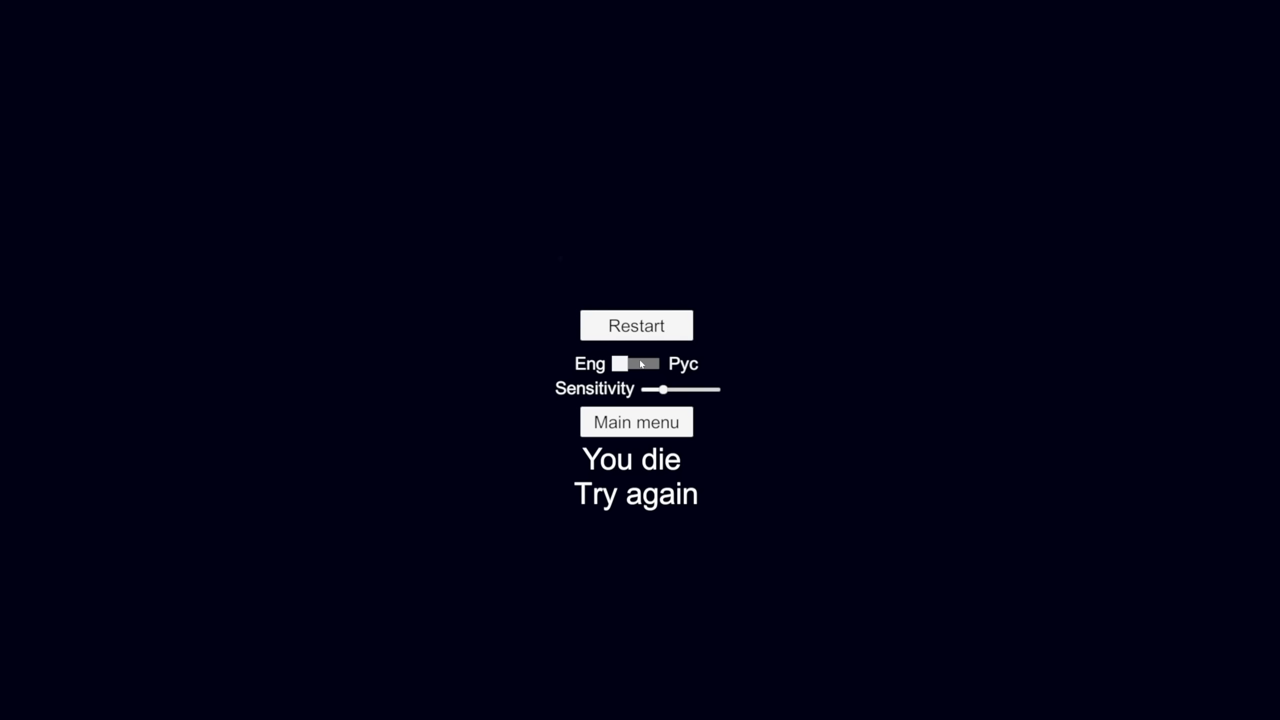 Restart
Eng Рус
Sensitivity
Main menu
You die
Try again